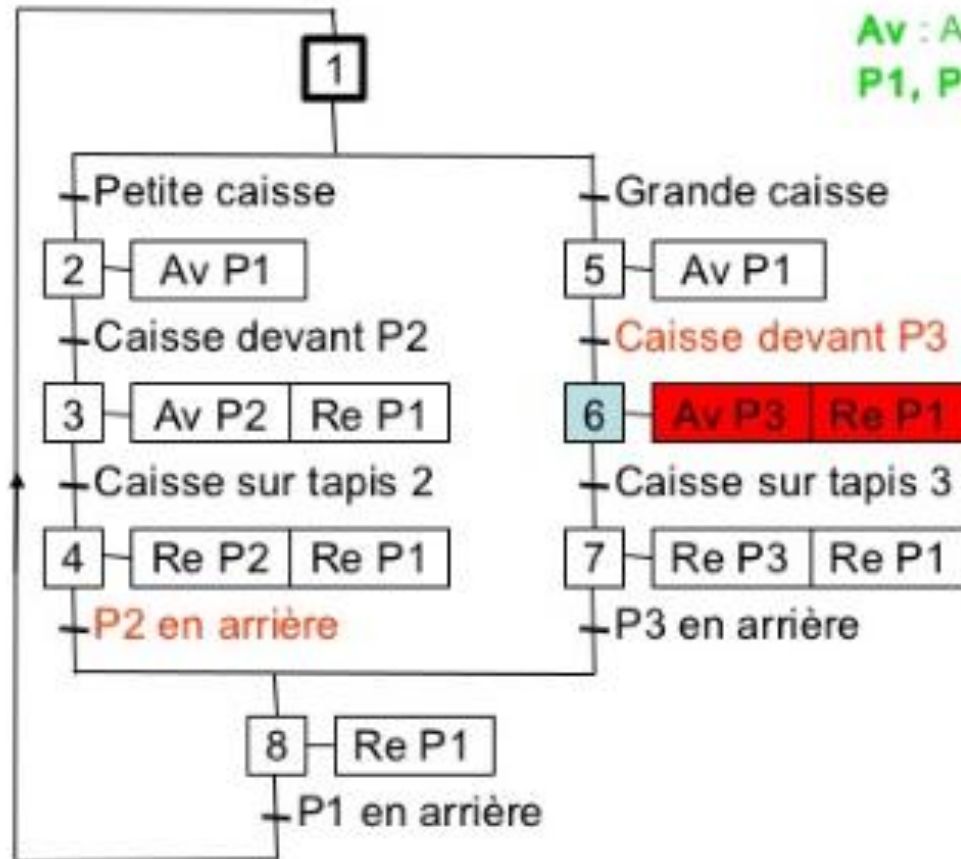 Av : A
P1, P
1
Petite caisse Grande caisse
2 Av P1 5 Av P1
Caisse devant P2 Caisse devant P3
3 Av P2 Re P1 6 Av P3 Re P1
Caisse sur tapis 2 Caisse sur tapis 3
4 Re P2 Re P1 7 Re P3 Re P1
P2 en arrière P3 en arrière
8 Re P1
P1 en arrière